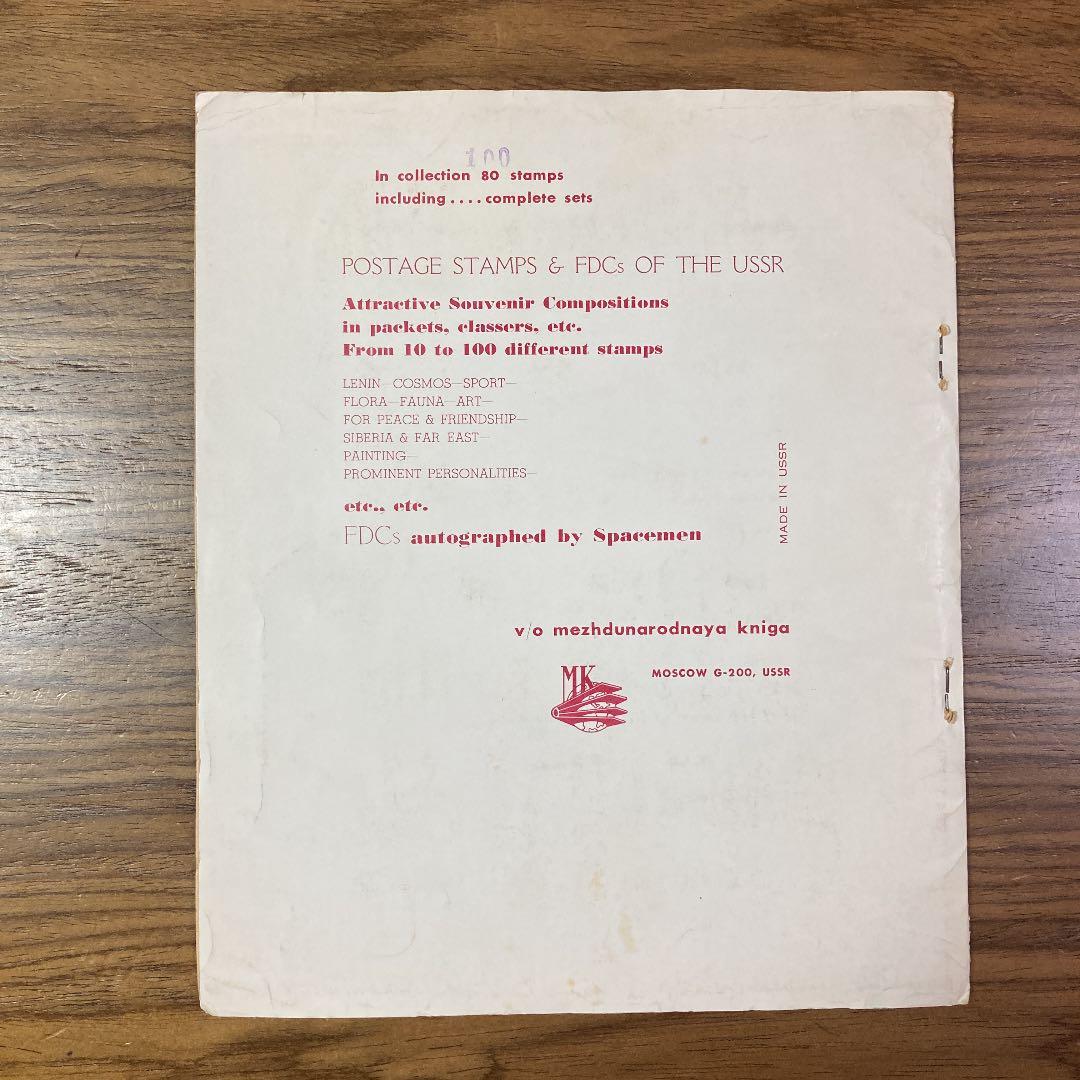 100
In collection 80 stamps
including....complete sets
POSTAGE STAMPS & FDCs OF THE USSR
Attractive Souvenir Compositions
in packets, classers, etc.
From 10 to 100 different stamps
LENIN—COSMOS—SPORT—
FLORA—FAUNA—ART—
FOR PEACE & FRIENDSHIP—
SIBERIA & FAR EAST—
PAINTING—
PROMINENT PERSONALITIES—
etc., etc.
FDCs autographed by Spacemen
MADE IN USSR
v/o mezhdunarodnaya kniga
MK
MOSCOW G-200, USSR